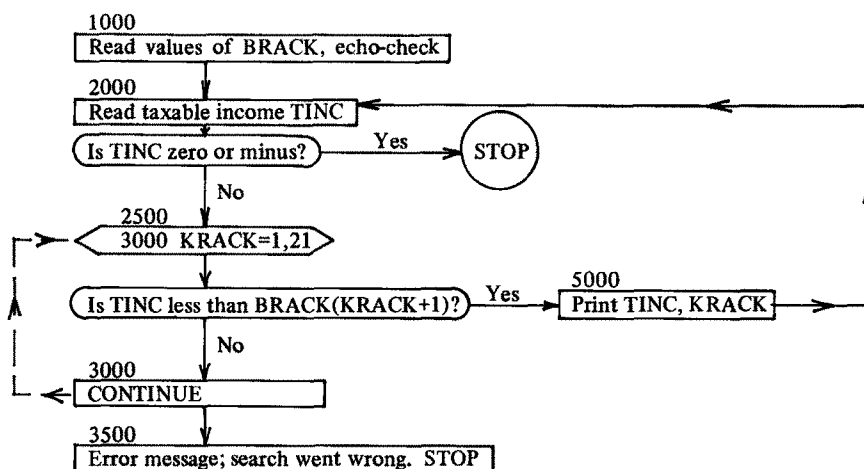 1000
Read values of BRACK, echo-check
2000
Read taxable income TINC
Is TINC zero or minus?
Yes
STOP
No
2500
3000 KRACK=1,21
Is TINC less than BRACK(KRACK+1)?
Yes
5000
Print TINC, KRACK
No
3000
CONTINUE
3500
Error message; search went wrong. STOP